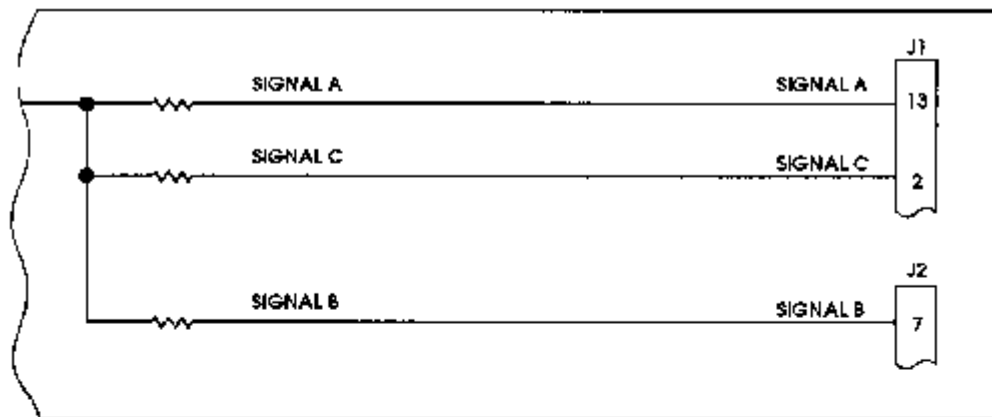 J1
SIGNAL A SIGNAL A 13
SIGNAL C SIGNAL C 2
J2
SIGNAL B SIGNAL B 7